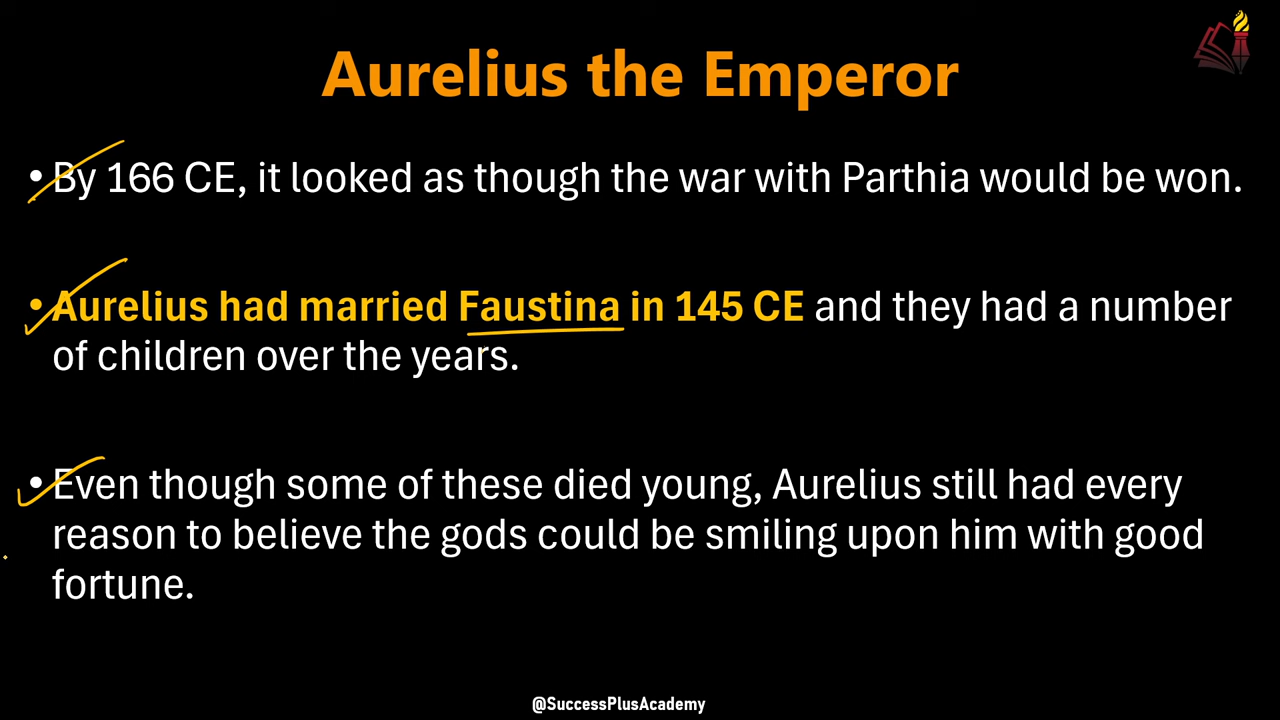 Aurelius the Emperor
• By 166 CE, it looked as though the war with Parthia would be won.
• Aurelius had married Faustina in 145 CE and they had a number
of children over the years.
• Even though some of these died young, Aurelius still had every
reason to believe the gods could be smiling upon him with good
fortune.
@SuccessPlusAcademy